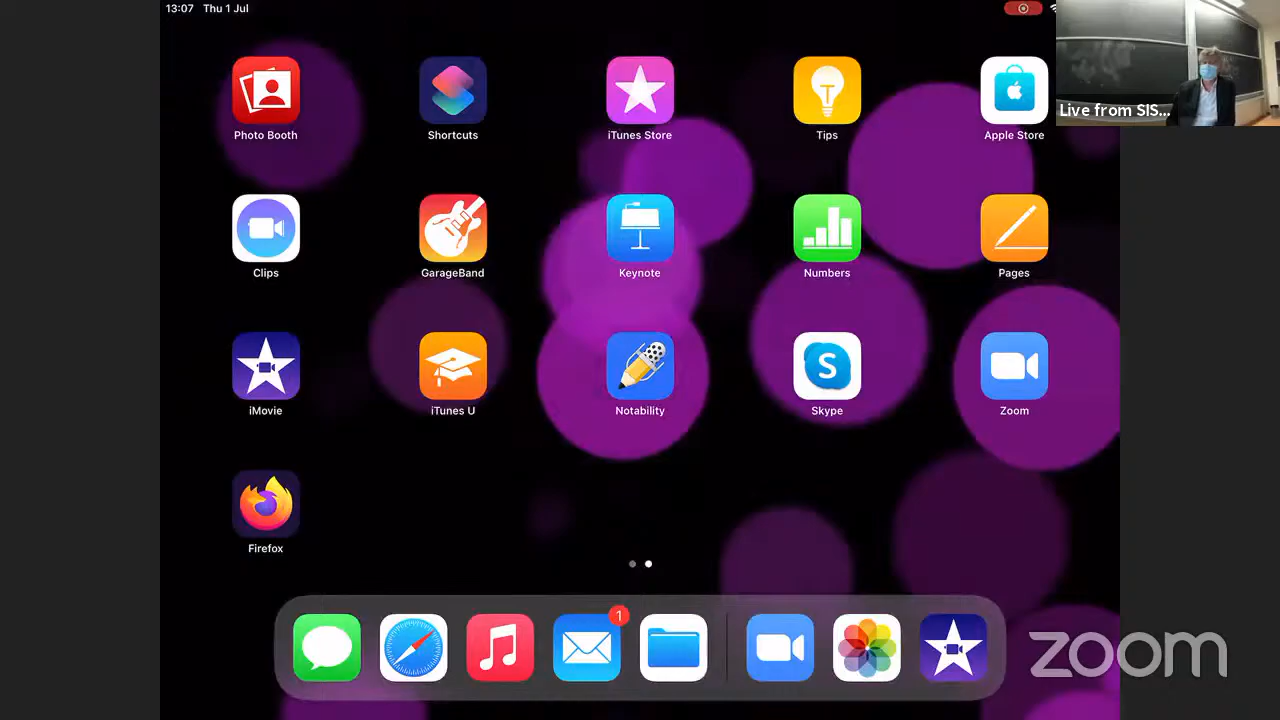 13:07 Thu 1 Jul
Live from SIS...
Photo Booth
Shortcuts
iTunes Store
Tips
Apple Store
Clips
GarageBand
Keynote
Numbers
Pages
iMovie
iTunes U
Notability
Skype
Zoom
Firefox
1
zoom